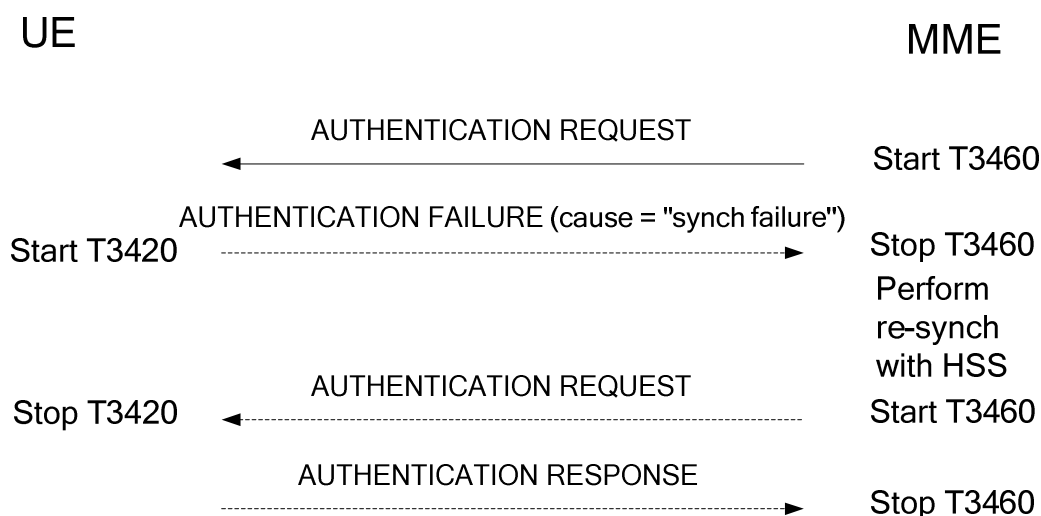 UE
MME
AUTHENTICATION REQUEST
Start T3460
AUTHENTICATION FAILURE (cause = "synch failure")
Start T3420
Stop T3460
Perform
re-synch
with HSS
AUTHENTICATION REQUEST
Stop T3420
Start T3460
AUTHENTICATION RESPONSE
Stop T3460